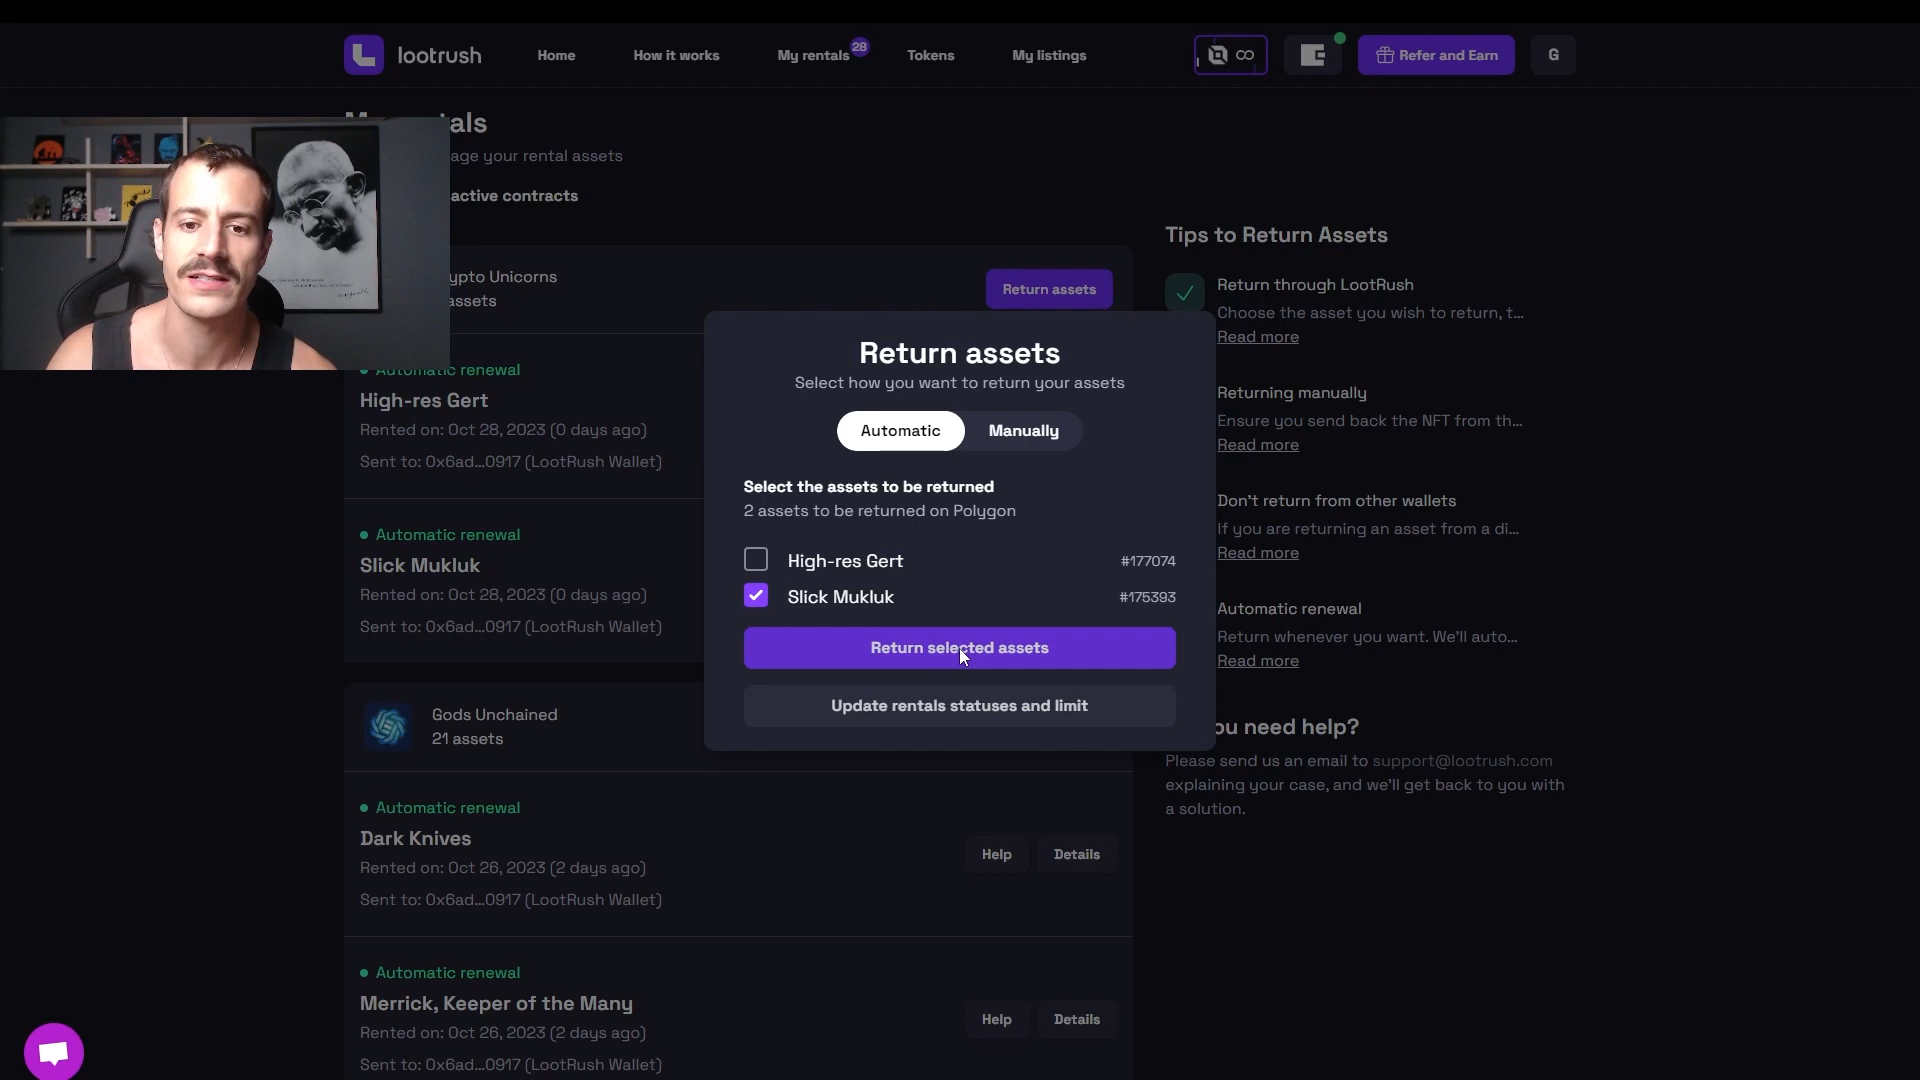 lootrush
Home
How it works
My rentals
28
Tokens
My listings
Refer and Earn
G
als
age your rental assets
active contracts
ypto Unicorns
assets
Return assets
Automatic renewal
High-res Gert
Rented on: Oct 28, 2023 (0 days ago)
Sent to: 0x6ad...0917 (LootRush Wallet)
Automatic renewal
Slick Mukluk
Rented on: Oct 28, 2023 (0 days ago)
Sent to: 0x6ad...0917 (LootRush Wallet)
Gods Unchained
21 assets
Automatic renewal
Dark Knives
Rented on: Oct 26, 2023 (2 days ago)
Sent to: 0x6ad...0917 (LootRush Wallet)
Help
Details
Automatic renewal
Merrick, Keeper of the Many
Rented on: Oct 26, 2023 (2 days ago)
Sent to: 0x6ad...0917 (LootRush Wallet)
Help
Details
Return assets
Select how you want to return your assets
Automatic
Manually
Select the assets to be returned
2 assets to be returned on Polygon
High-res Gert
#177074
Slick Mukluk
#175393
Return selected assets
Update rentals statuses and limit
Tips to Return Assets
Return through LootRush
Choose the asset you wish to return, t...
Read more
Returning manually
Ensure you send back the NFT from th...
Read more
Don't return from other wallets
If you are returning an asset from a di...
Read more
Automatic renewal
Return whenever you want. We'll auto...
Read more
ou need help?
Please send us an email to support@lootrush.com
explaining your case, and we'll get back to you with
a solution.